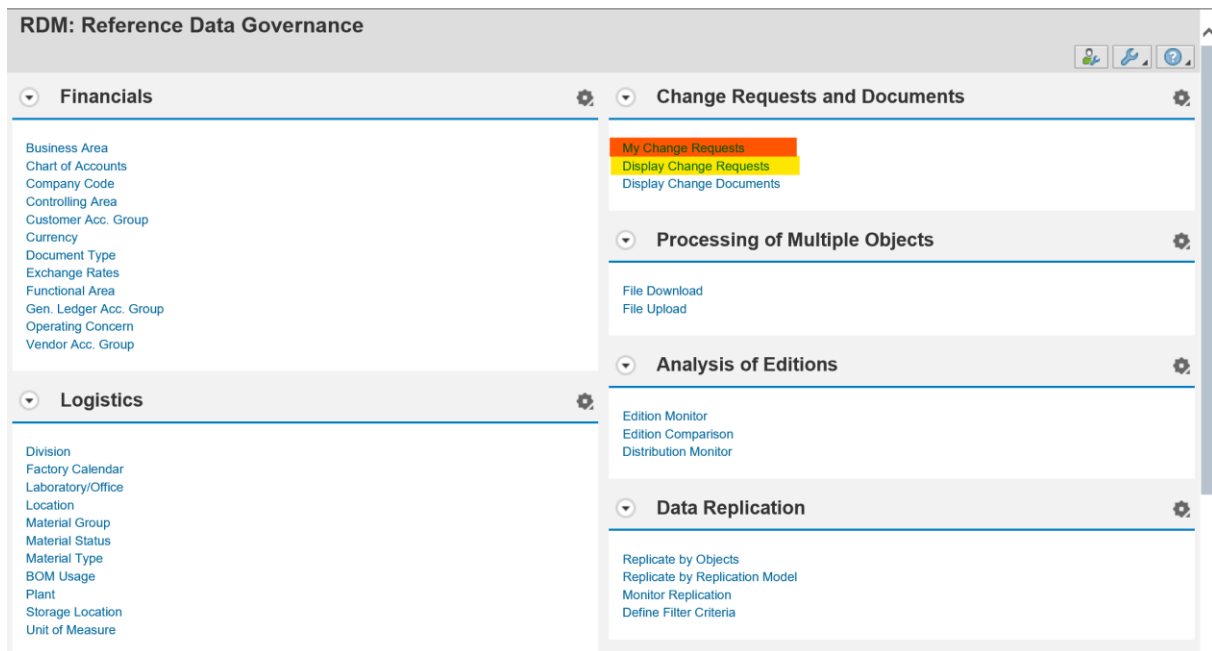 RDM: Reference Data Governance
Financials
Business Area
Chart of Accounts
Company Code
Controlling Area
Customer Acc. Group
Currency
Document Type
Exchange Rates
Functional Area
Gen. Ledger Acc. Group
Operating Concern
Vendor Acc. Group
Logistics
Division
Factory Calendar
Laboratory/Office
Location
Material Group
Material Status
Material Type
BOM Usage
Plant
Storage Location
Unit of Measure
Change Requests and Documents
My Change Requests
Display Change Requests
Display Change Documents
Processing of Multiple Objects
File Download
File Upload
Analysis of Editions
Edition Monitor
Edition Comparison
Distribution Monitor
Data Replication
Replicate by Objects
Replicate by Replication Model
Monitor Replication
Define Filter Criteria